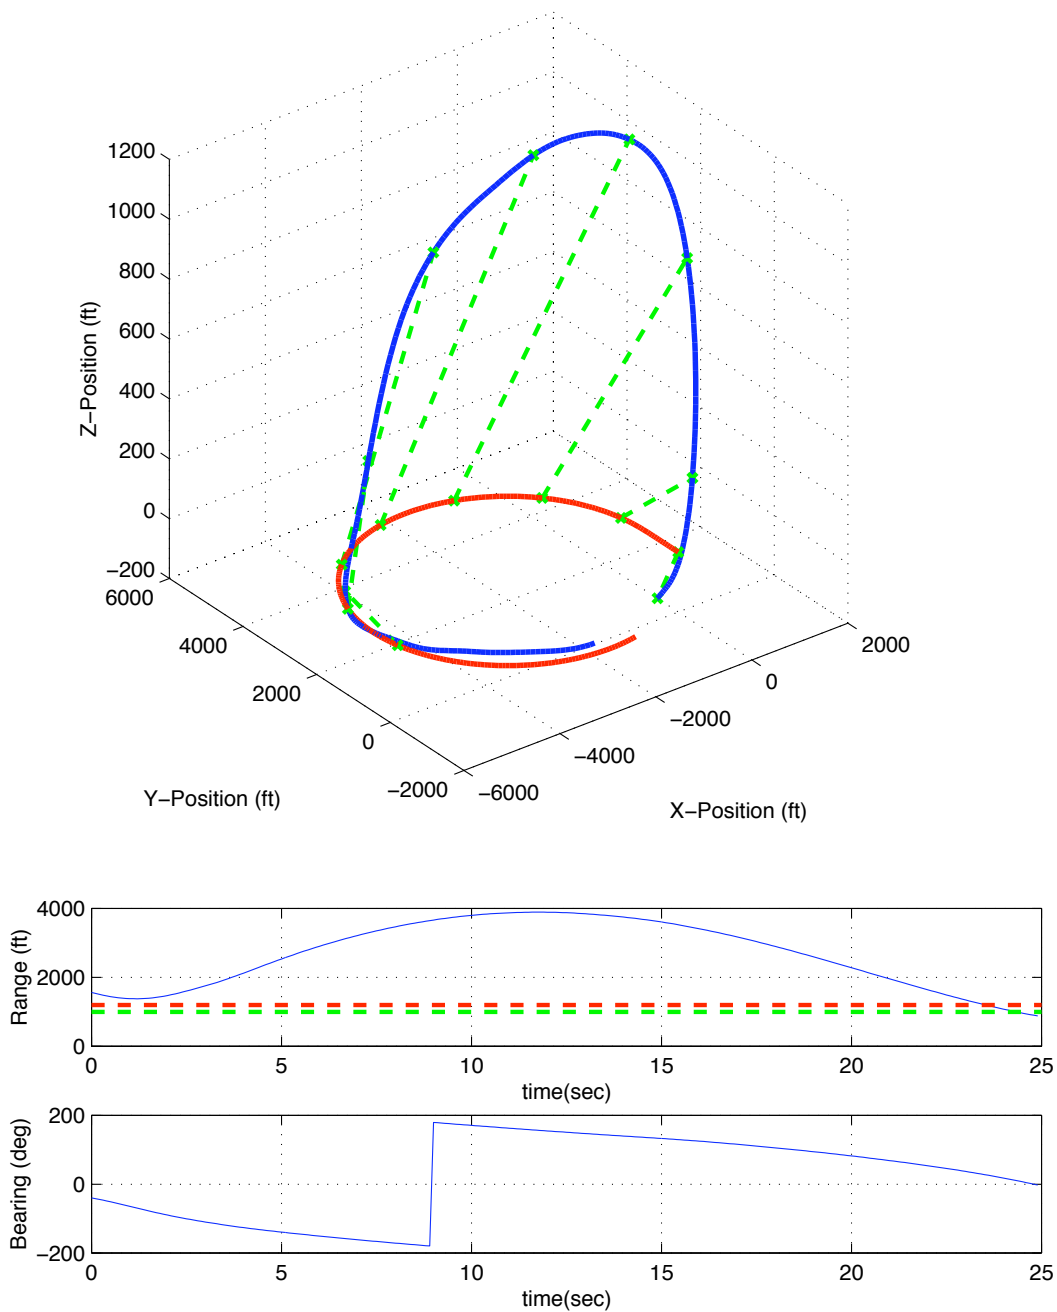 1200
1000
800
600
400
200
0
−200
Z−Position (ft)
6000
4000
2000
0
−2000
Y−Position (ft)
−6000
−4000
−2000
0
2000
X−Position (ft)
4000
2000
0
Range (ft)
0 5 10 15 20 25
time(sec)
200
0
−200
Bearing (deg)
0 5 10 15 20 25
time(sec)